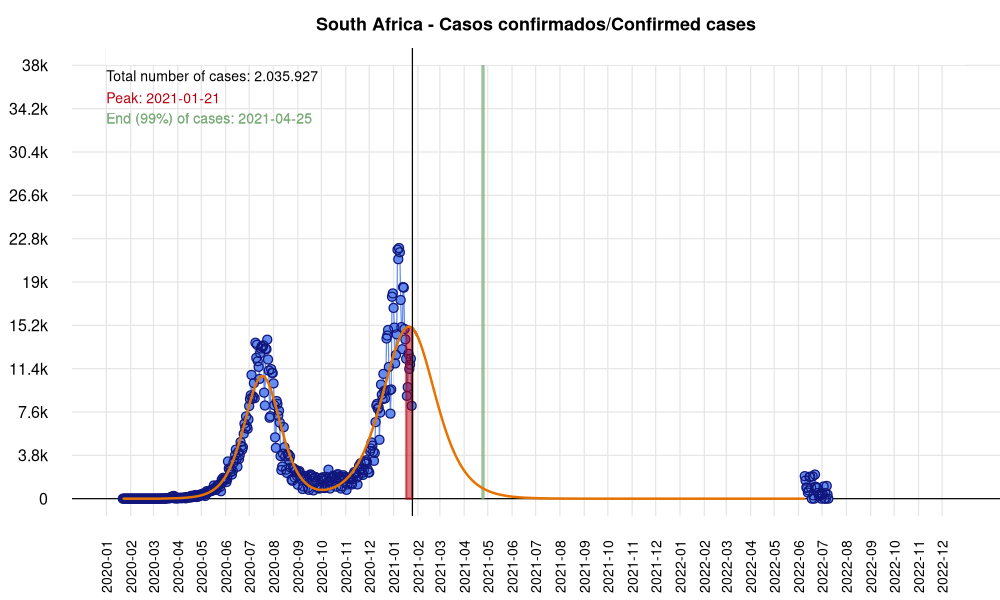 South Africa - Casos confirmados/Confirmed cases
Total number of cases: 2.035.927
Peak: 2021-01-21
End (99%) of cases: 2021-04-25
38k
34.2k
30.4k
26.6k
22.8k
19k
15.2k
11.4k
7.6k
3.8k
0
2020-01
2020-02
2020-03
2020-04
2020-05
2020-06
2020-07
2020-08
2020-09
2020-10
2020-11
2020-12
2021-01
2021-02
2021-03
2021-04
2021-05
2021-06
2021-07
2021-08
2021-09
2021-10
2021-11
2021-12
2022-01
2022-02
2022-03
2022-04
2022-05
2022-06
2022-07
2022-08
2022-09
2022-10
2022-11
2022-12